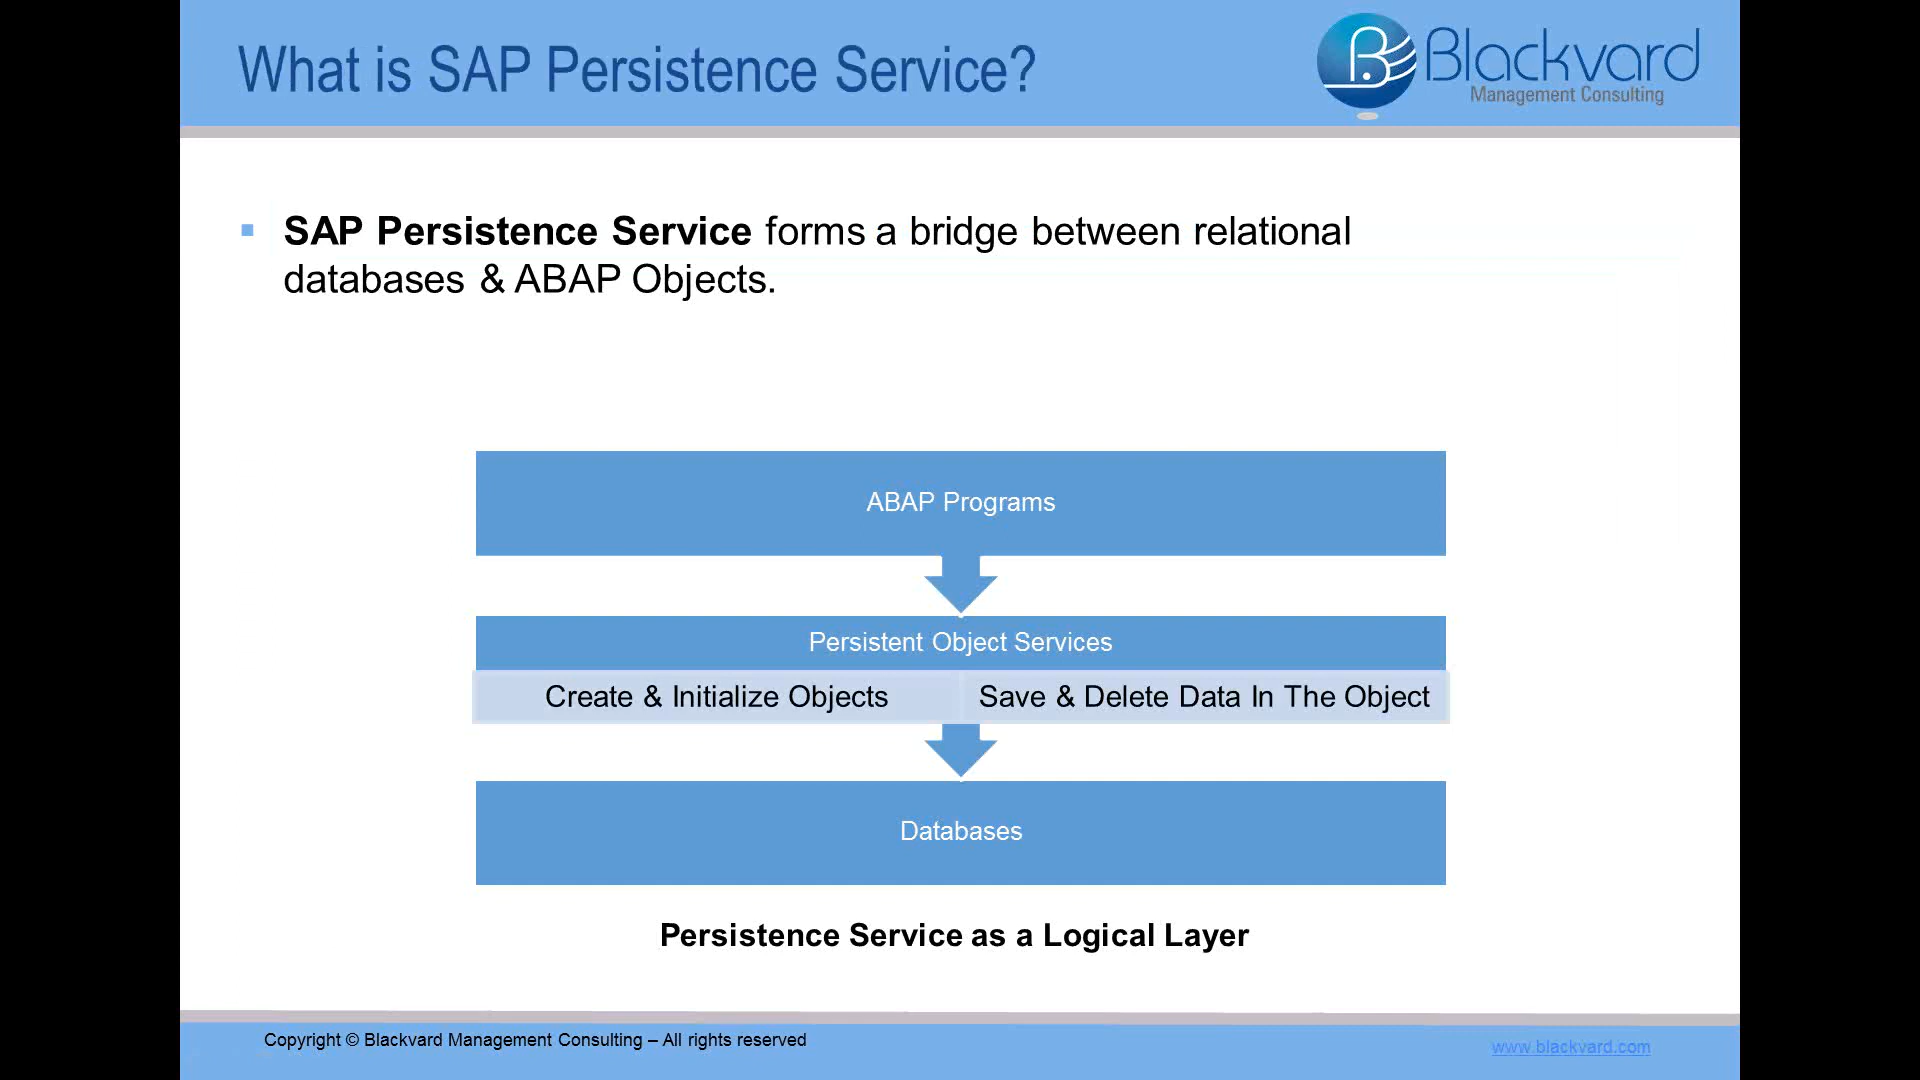 What is SAP Persistence Service?
Blackvard
Management Consulting
▪ SAP Persistence Service forms a bridge between relational
databases & ABAP Objects.
ABAP Programs
Persistent Object Services
Create & Initialize Objects
Save & Delete Data In The Object
Databases
Persistence Service as a Logical Layer
Copyright © Blackvard Management Consulting – All rights reserved
www.blackvard.com